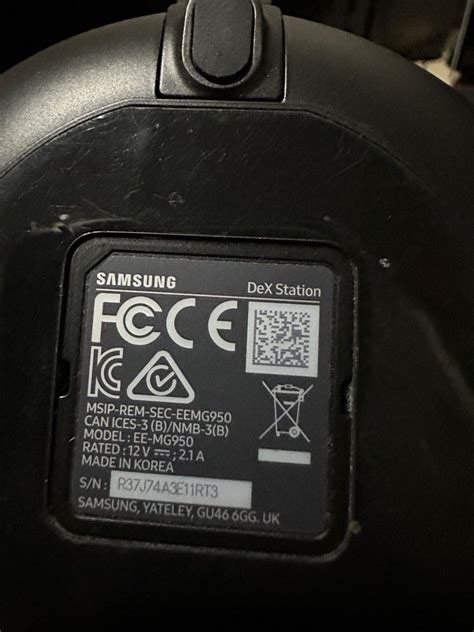 SAMSUNG DeX Station
FC CE
KC
MSIP-REM-SEC-EEMG950
CAN ICES-3 (B)/NMB-3(B)
MODEL : EE-MG950
RATED : 12 V ⎓ ; 2.1 A
MADE IN KOREA
S/N : R37J74A3E11RT3
SAMSUNG, YATELEY, GU46 6GG. UK